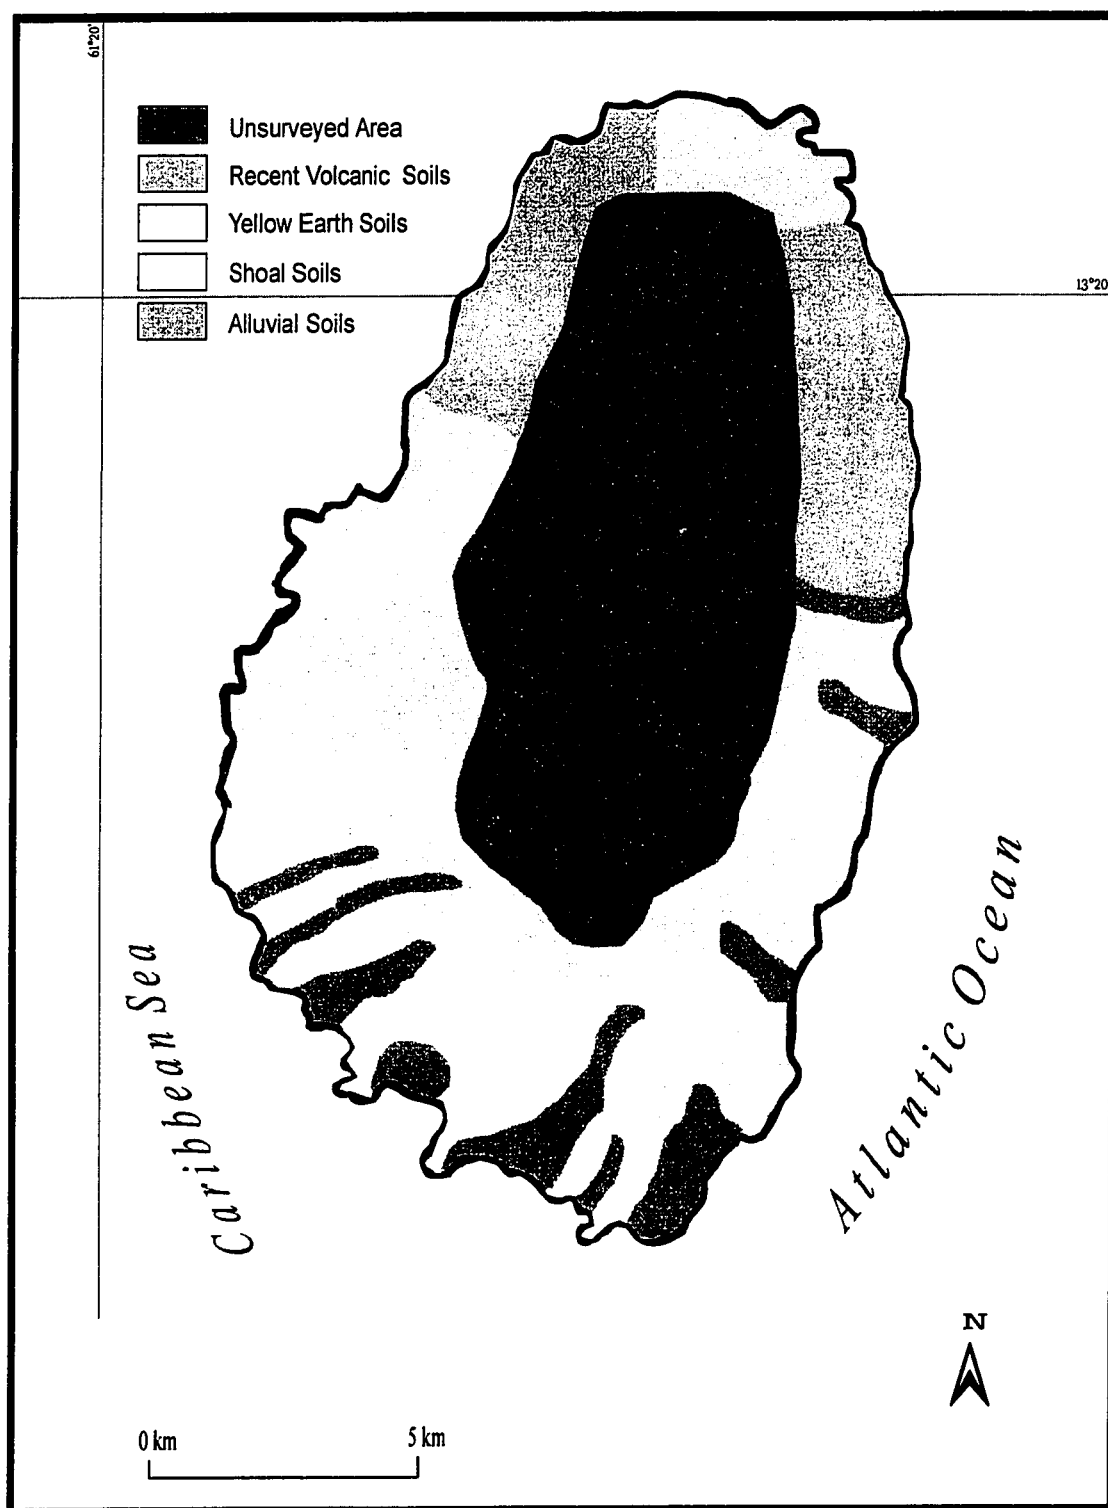 61°20'
Unsurveyed Area
Recent Volcanic Soils
Yellow Earth Soils
Shoal Soils
Alluvial Soils
13°20
Caribbean Sea
Atlantic Ocean
N
0 km
5 km